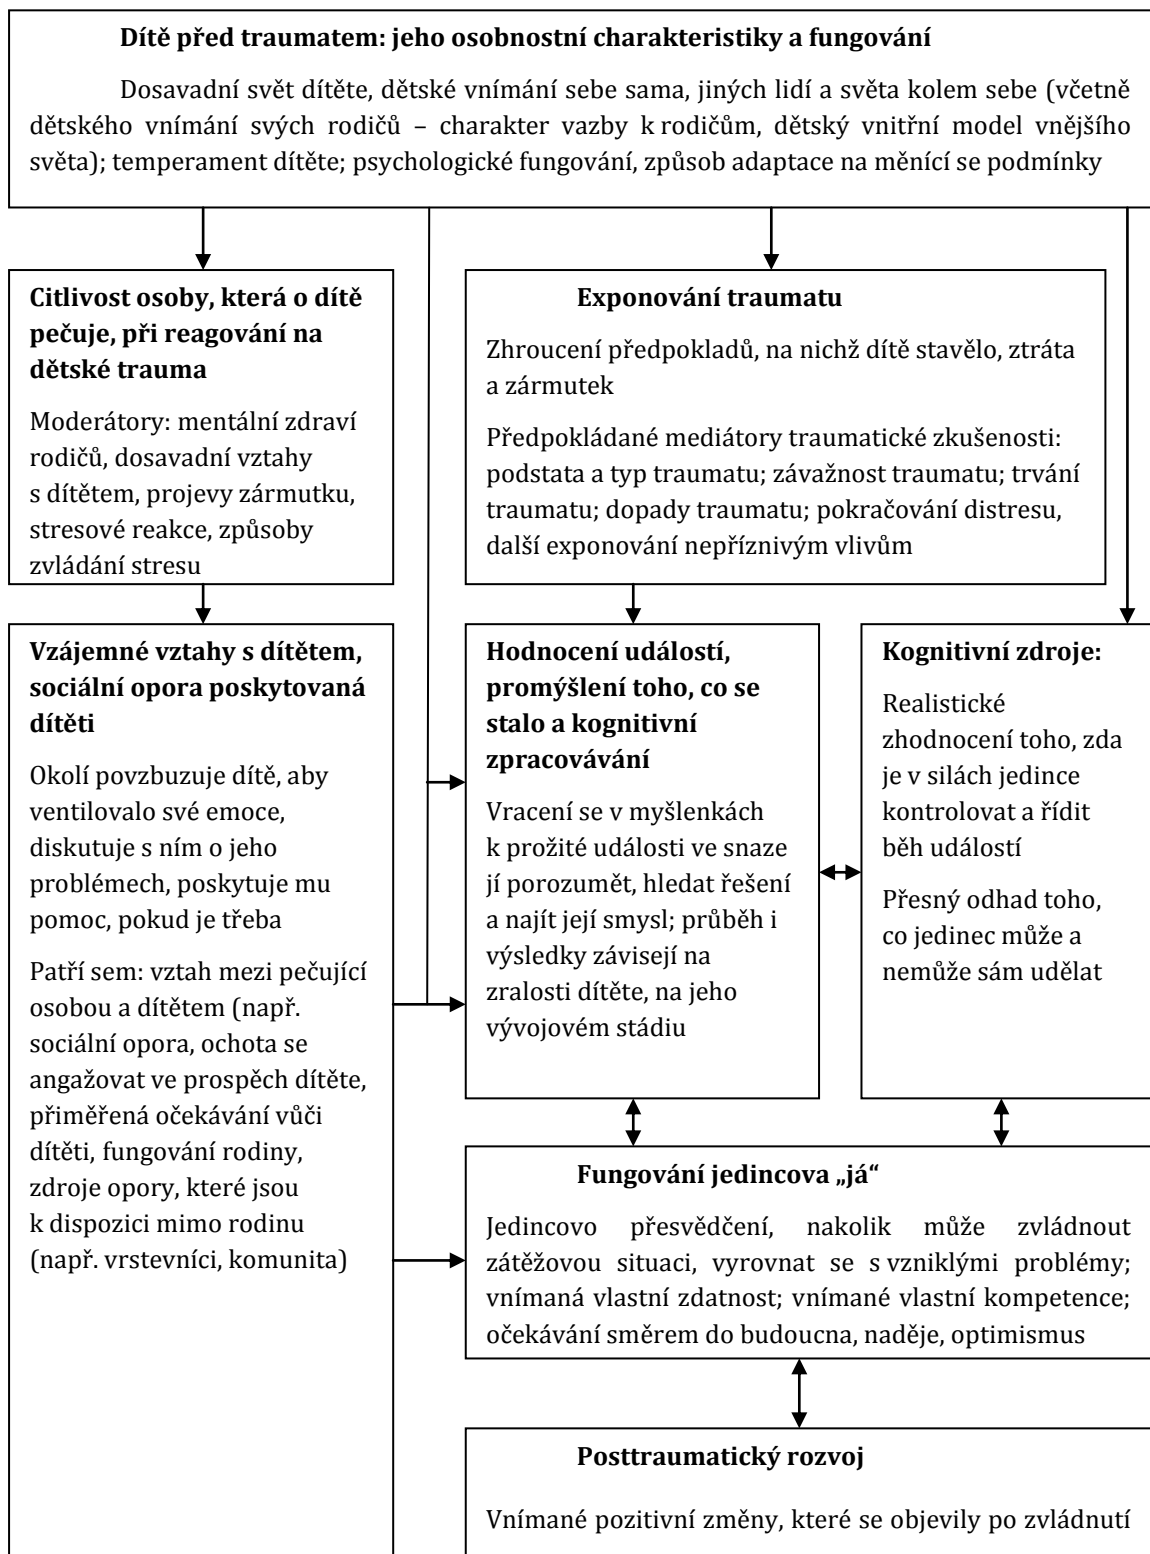 Dítě před traumatem: jeho osobnostní charakteristiky a fungování
Dosavadní svět dítěte, dětské vnímání sebe sama, jiných lidí a světa kolem sebe (včetně
dětského vnímání svých rodičů – charakter vazby k rodičům, dětský vnitřní model vnějšího
světa); temperament dítěte; psychologické fungování, způsob adaptace na měnící se podmínky
Citlivost osoby, která o dítě
pečuje, při reagování na
dětské trauma
Moderátory: mentální zdraví
rodičů, dosavadní vztahy
s dítětem, projevy zármutku,
stresové reakce, způsoby
zvládání stresu
Exponování traumatu
Zhroucení předpokladů, na nichž dítě stavělo, ztráta
a zármutek
Předpokládané mediátory traumatické zkušenosti:
podstata a typ traumatu; závažnost traumatu; trvání
traumatu; dopady traumatu; pokračování distresu,
další exponování nepříznivým vlivům
Vzájemné vztahy s dítětem,
sociální opora poskytovaná
dítěti
Okolí povzbuzuje dítě, aby
ventilovalo své emoce,
diskutuje s ním o jeho
problémech, poskytuje mu
pomoc, pokud je třeba
Patří sem: vztah mezi pečující
osobou a dítětem (např.
sociální opora, ochota se
angažovat ve prospěch dítěte,
přiměřená očekávání vůči
dítěti, fungování rodiny,
zdroje opory, které jsou
k dispozici mimo rodinu
(např. vrstevníci, komunita)
Hodnocení událostí,
promýšlení toho, co se
stalo a kognitivní
zpracovávání
Vracení se v myšlenkách
k prožité události ve snaze
jí porozumět, hledat řešení
a najít její smysl; průběh i
výsledky závisejí na
zralosti dítěte, na jeho
vývojovém stádiu
Kognitivní zdroje:
Realistické
zhodnocení toho, zda
je v silách jedince
kontrolovat a řídit
běh událostí
Přesný odhad toho,
co jedinec může a
nemůže sám udělat
Fungování jedincova „já“
Jedincovo přesvědčení, nakolik může zvládnout
zátěžovou situaci, vyrovnat se s vzniklými problémy;
vnímaná vlastní zdatnost; vnímané vlastní kompetence;
očekávání směrem do budoucna, naděje, optimismus
Posttraumatický rozvoj
Vnímané pozitivní změny, které se objevily po zvládnutí